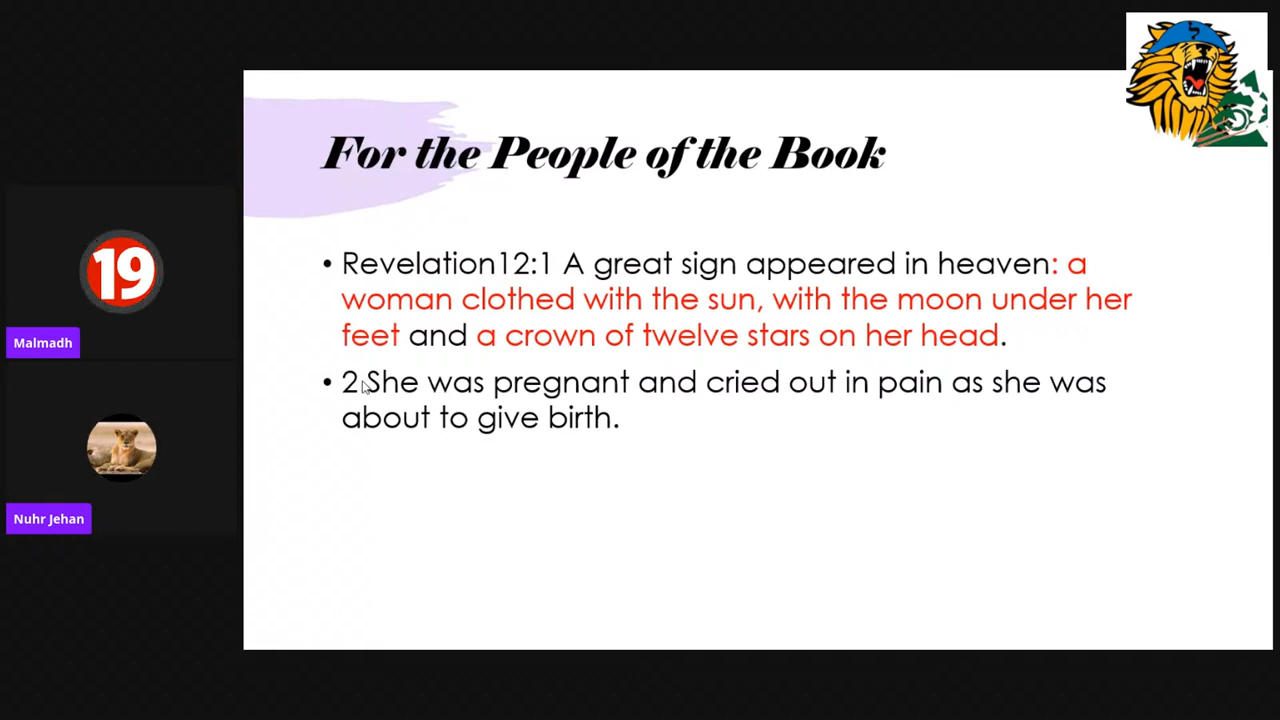 For the People of the Book
• Revelation12:1 A great sign appeared in heaven: a
woman clothed with the sun, with the moon under her
feet and a crown of twelve stars on her head.
• 2 She was pregnant and cried out in pain as she was
about to give birth.
19
Malmadh
Nuhr Jehan